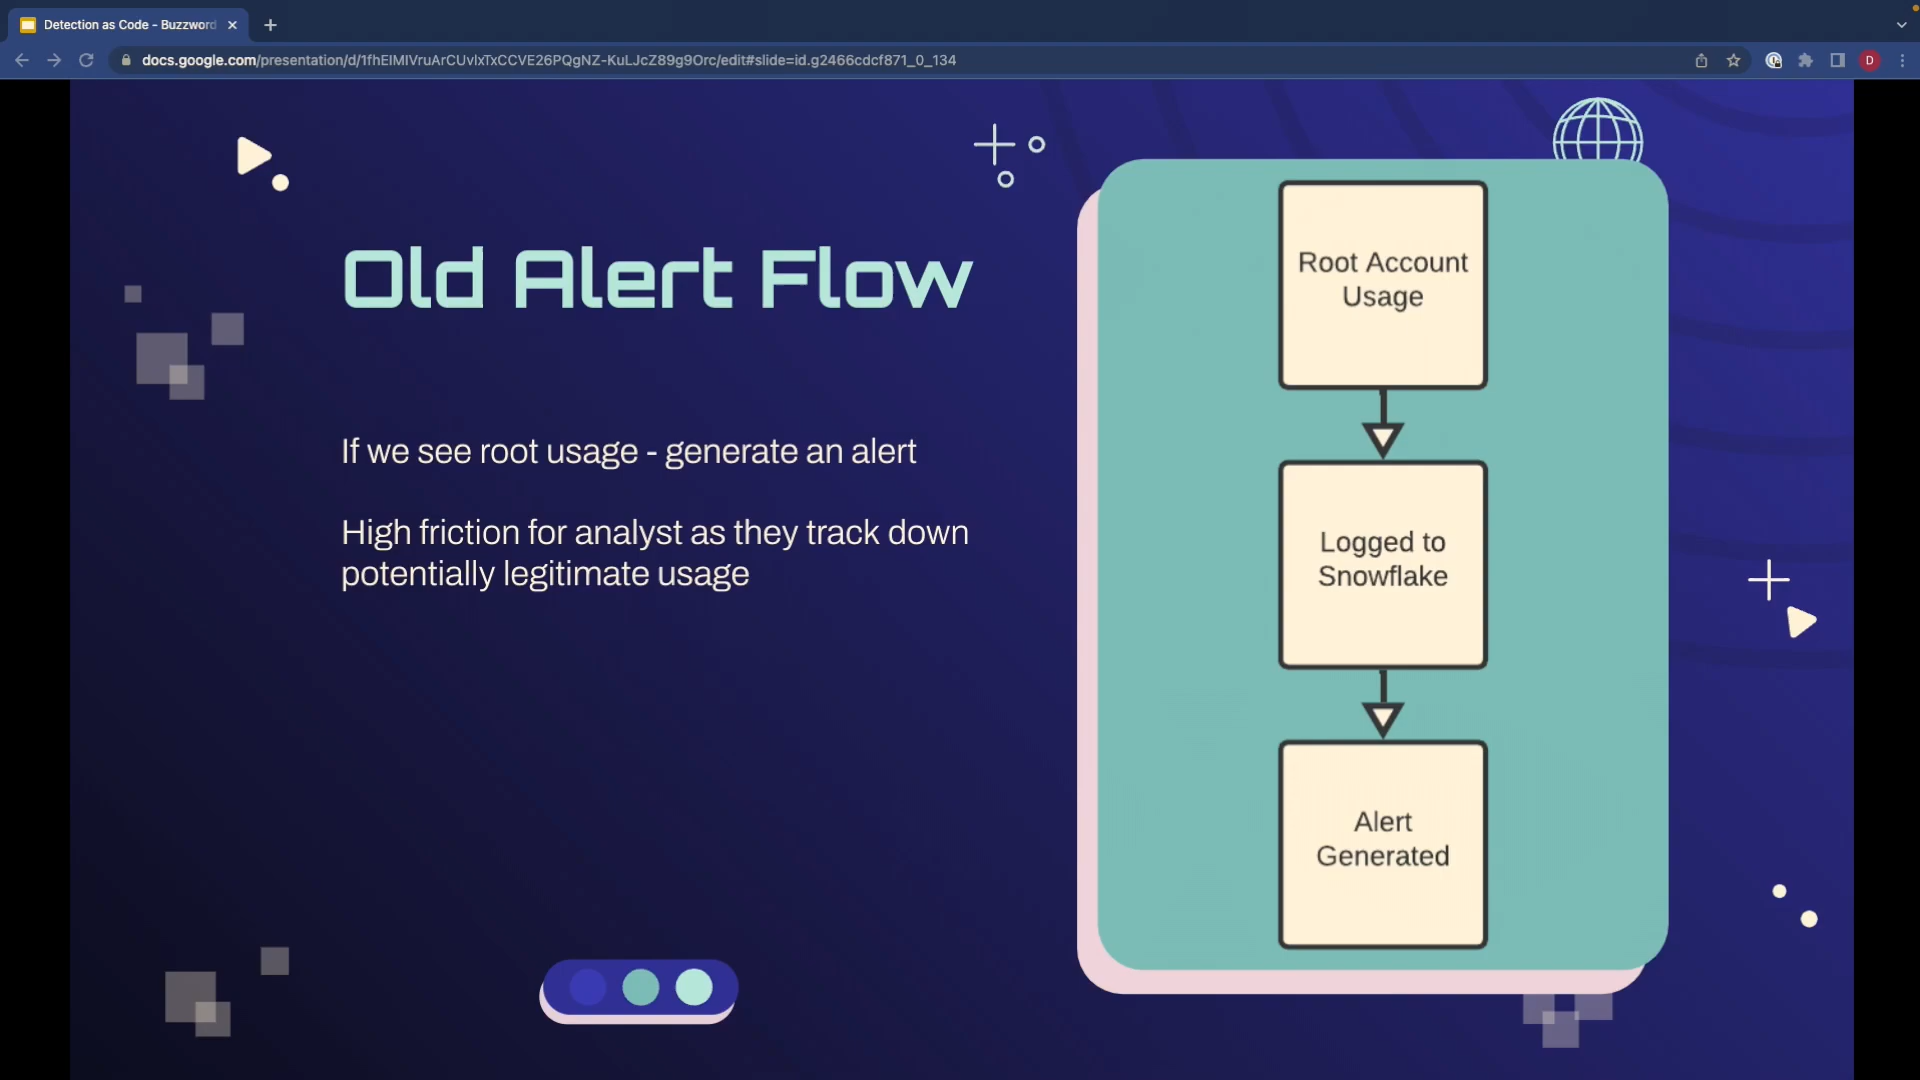 Detection as Code - Buzzword
docs.google.com/presentation/d/1fhEIMIVruArCUvlxTxCCVE26PQgNZ-KuLJcZ89g9Orc/edit#slide=id.g2466cdcf871_0_134
D
Old Alert Flow
If we see root usage - generate an alert
High friction for analyst as they track down
potentially legitimate usage
Root Account
Usage
Logged to
Snowflake
Alert
Generated